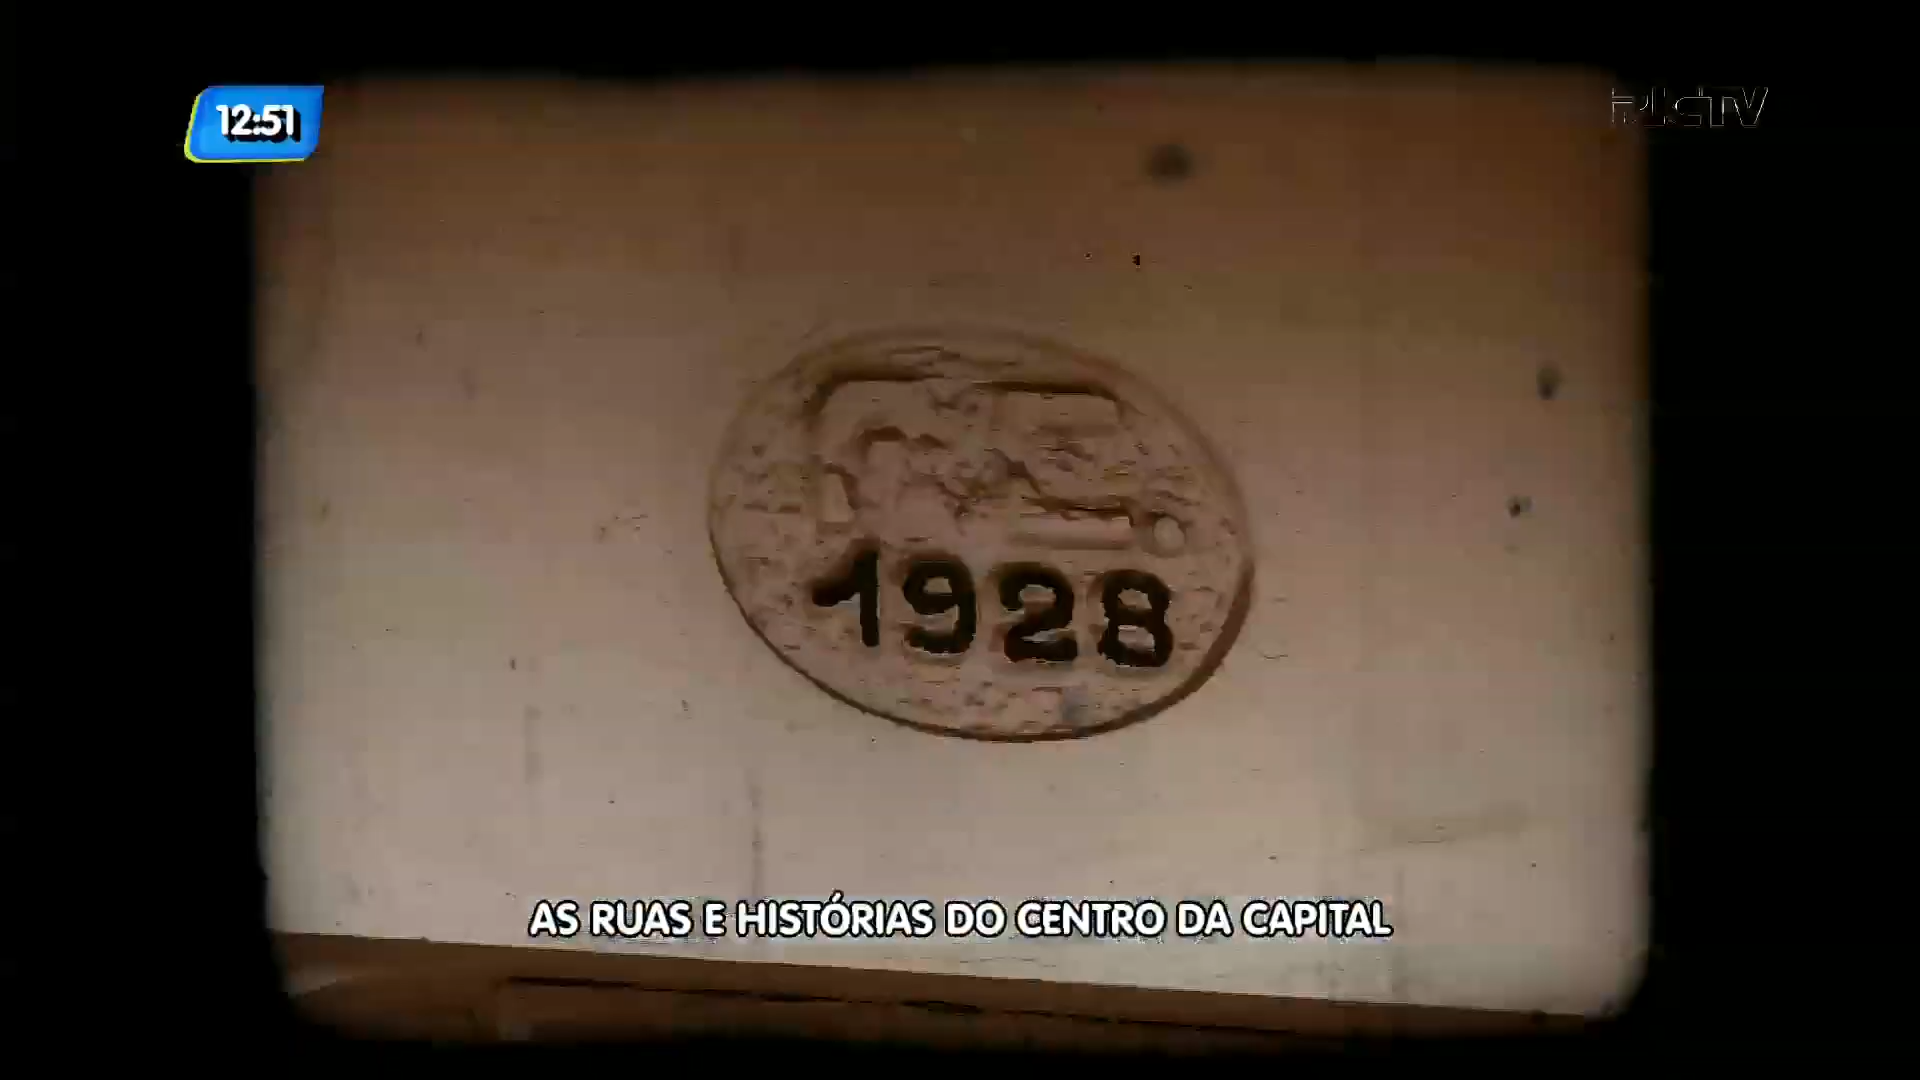 12:51
RICTV
1928
AS RUAS E HISTÓRIAS DO CENTRO DA CAPITAL